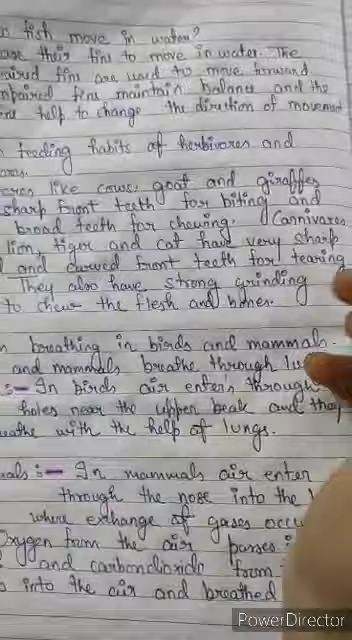 fish move in water?
their fins to move in water. The
fins are used to move forward.
fins maintain balance and the
help to change the direction of movement
feeding habits of herbivores and
like cows, goat and giraffes
sharp front teeth for biting and
broad teeth for chewing. Cannivares
lion, tiger and cat have very sharp
and curved front teeth for tearing
They also have strong grinding
to chew the flesh and bones.
breathing in birds and mammals.
and mammals breathe through
:- In birds air enters through
holes near the upper beak and they
with the help of lungs.
:- In mammals air enter
through the nose into the
where exchange of gases
Oxygen from the air passes
and carbondioxide from
into the air and breathed
PowerDirector